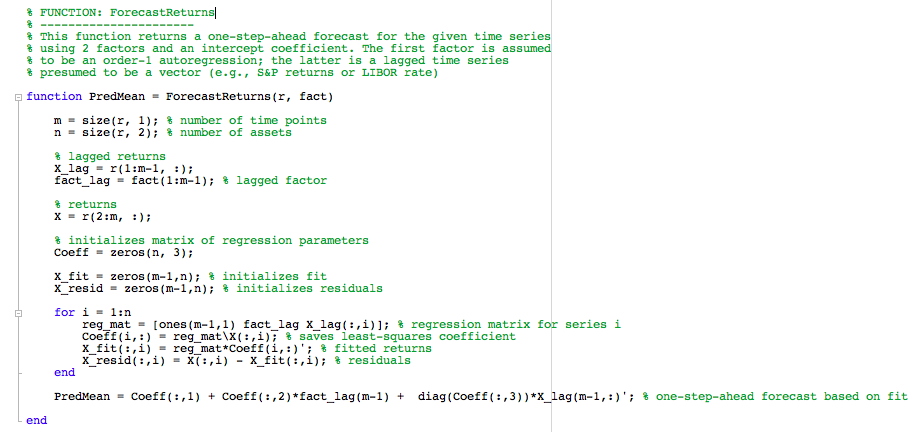 % FUNCTION: ForecastReturns
% ----------------------
% This function returns a one-step-ahead forecast for the given time series
% using 2 factors and an intercept coefficient. The first factor is assumed
% to be an order-1 autoregression; the latter is a lagged time series
% presumed to be a vector (e.g., S&P returns or LIBOR rate)
function PredMean = ForecastReturns(r, fact)
m = size(r, 1); % number of time points
n = size(r, 2); % number of assets
% lagged returns
X_lag = r(1:m-1, :);
fact_lag = fact(1:m-1); % lagged factor
% returns
X = r(2:m, :);
% initializes matrix of regression parameters
Coeff = zeros(n, 3);
X_fit = zeros(m-1,n); % initializes fit
X_resid = zeros(m-1,n); % initializes residuals
for i = 1:n
reg_mat = [ones(m-1,1) fact_lag X_lag(:,i)]; % regression matrix for series i
Coeff(i,:) = reg_mat\X(:,i); % saves least-squares coefficient
X_fit(:,i) = reg_mat*Coeff(i,:)'; % fitted returns
X_resid(:,i) = X(:,i) - X_fit(:,i); % residuals
end
PredMean = Coeff(:,1) + Coeff(:,2)*fact_lag(m-1) +  diag(Coeff(:,3))*X_lag(m-1,:)'; % one-step-ahead forecast based on fit
end